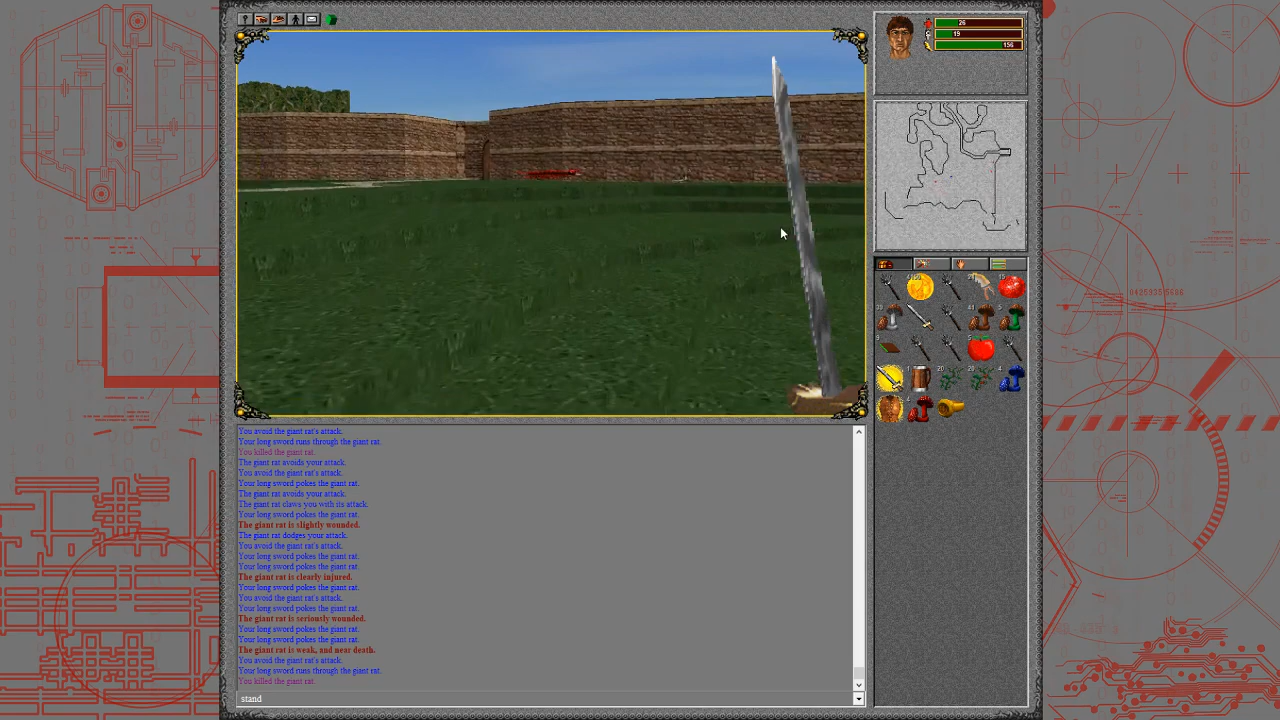 26
19
156
You avoid the giant rat's attack.
Your long sword runs through the giant rat.
You killed the giant rat.
The giant rat avoids your attack.
You avoid the giant rat's attack.
Your long sword pokes the giant rat.
The giant rat avoids your attack.
The giant rat claws you with its attack.
Your long sword pokes the giant rat.
The giant rat is slightly wounded.
The giant rat dodges your attack.
You avoid the giant rat's attack.
Your long sword pokes the giant rat.
Your long sword pokes the giant rat.
The giant rat is clearly injured.
Your long sword pokes the giant rat.
You avoid the giant rat's attack.
Your long sword pokes the giant rat.
The giant rat is seriously wounded.
Your long sword pokes the giant rat.
Your long sword pokes the giant rat.
The giant rat is weak, and near death.
You avoid the giant rat's attack.
Your long sword runs through the giant rat.
You killed the giant rat.
stand